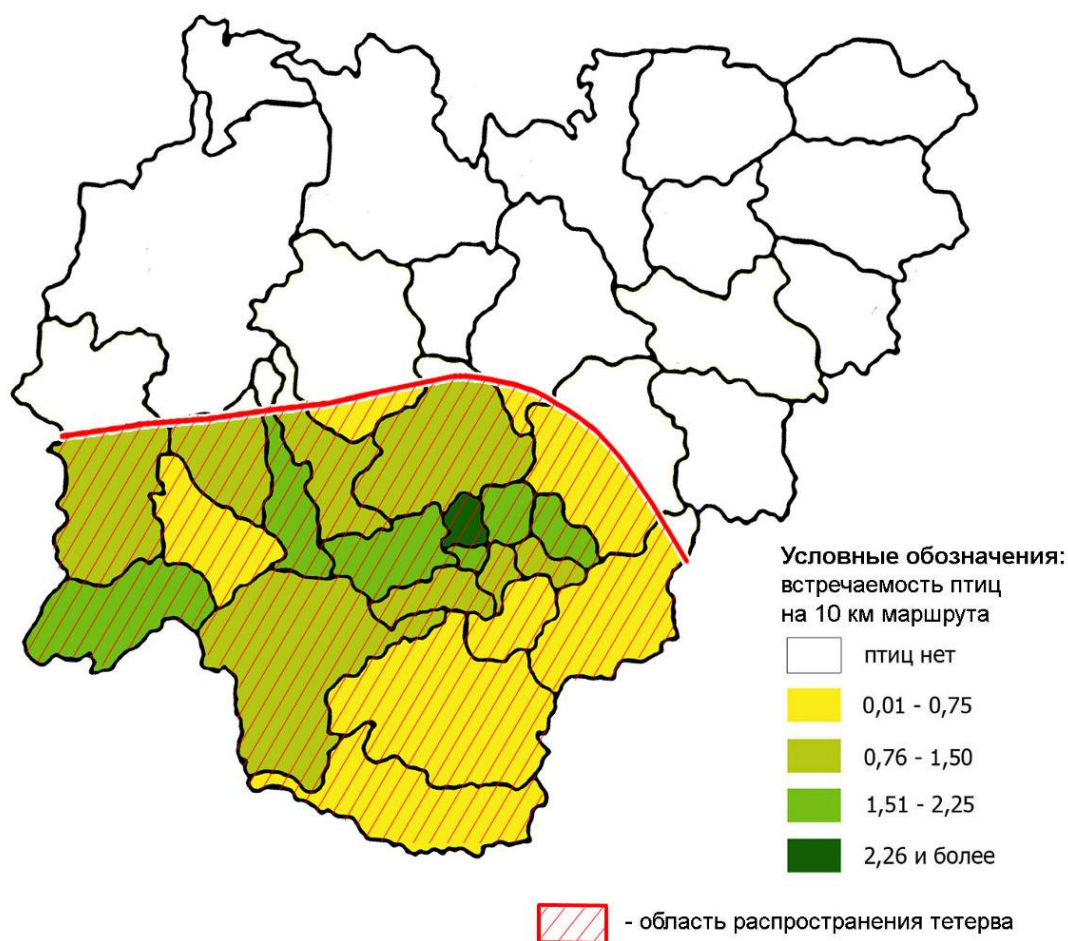 Условные обозначения:
встречаемость птиц
на 10 км маршрута
птиц нет
0,01 - 0,75
0,76 - 1,50
1,51 - 2,25
2,26 и более
- область распространения тетерва